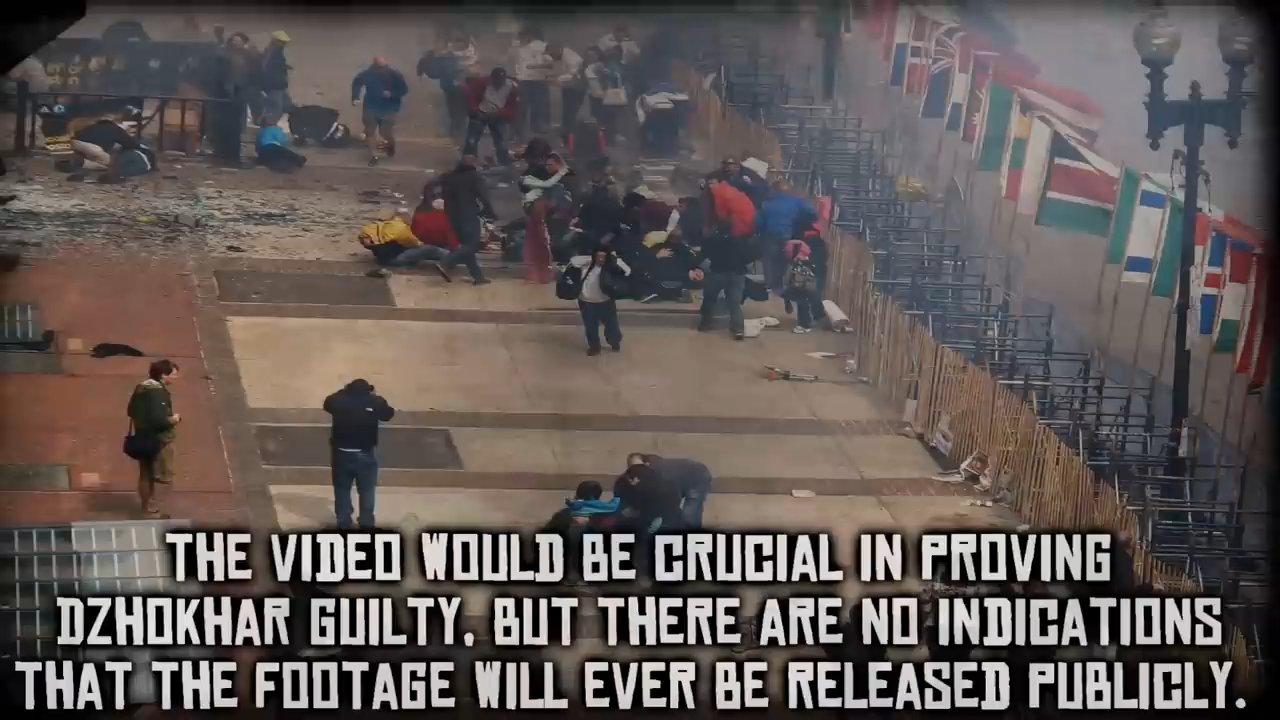 THE VIDEO WOULD BE CRUCIAL IN PROVING
DZHOKHAR GUILTY, BUT THERE ARE NO INDICATIONS
THAT THE FOOTAGE WILL EVER BE RELEASED PUBLICLY.